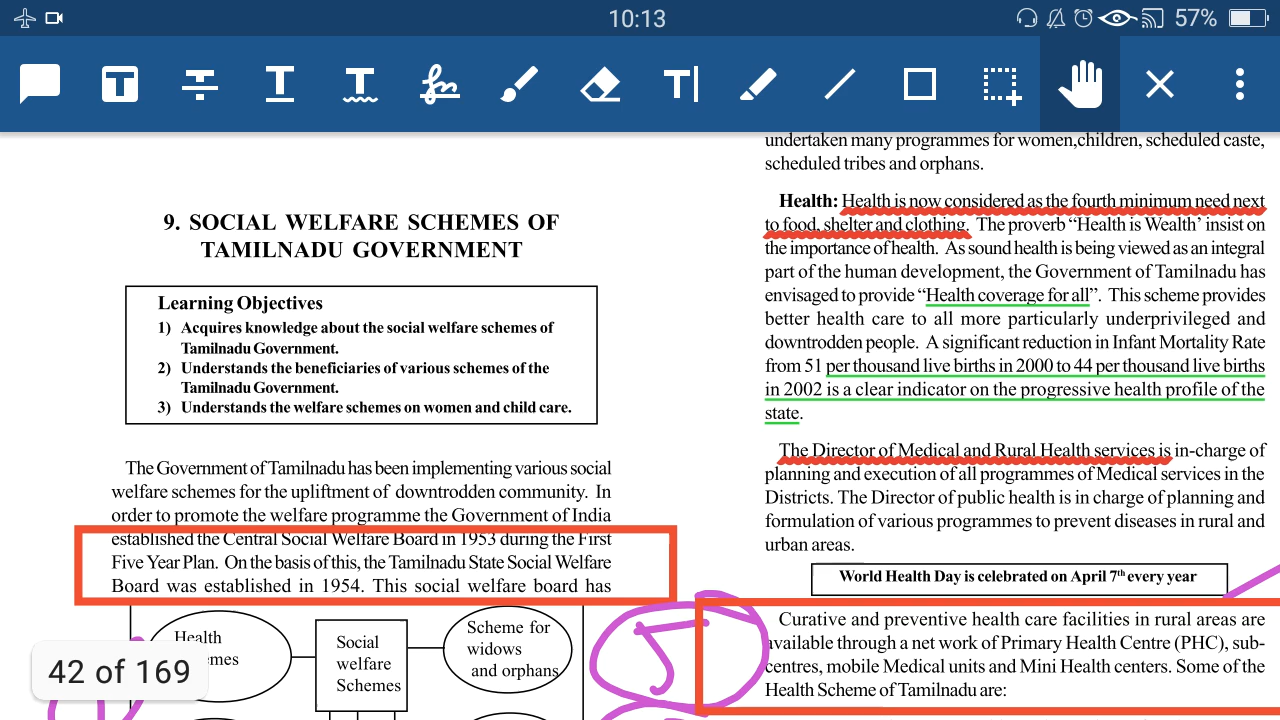 10:13
57%
9. SOCIAL WELFARE SCHEMES OF
TAMILNADU GOVERNMENT
Learning Objectives
1) Acquires knowledge about the social welfare schemes of
Tamilnadu Government.
2) Understands the beneficiaries of various schemes of the
Tamilnadu Government.
3) Understands the welfare schemes on women and child care.
The Government of Tamilnadu has been implementing various social
welfare schemes for the upliftment of downtrodden community. In
order to promote the welfare programme the Government of India
established the Central Social Welfare Board in 1953 during the First
Five Year Plan. On the basis of this, the Tamilnadu State Social Welfare
Board was established in 1954. This social welfare board has
Health
Social
welfare
Schemes
Scheme for
widows
and orphans
42 of 169
undertaken many programmes for women,children, scheduled caste,
scheduled tribes and orphans.
Health: Health is now considered as the fourth minimum need next
to food, shelter and clothing. The proverb “Health is Wealth’ insist on
the importance of health. As sound health is being viewed as an integral
part of the human development, the Government of Tamilnadu has
envisaged to provide “Health coverage for all”. This scheme provides
better health care to all more particularly underprivileged and
downtrodden people. A significant reduction in Infant Mortality Rate
from 51 per thousand live births in 2000 to 44 per thousand live births
in 2002 is a clear indicator on the progressive health profile of the
state.
The Director of Medical and Rural Health services is in-charge of
planning and execution of all programmes of Medical services in the
Districts. The Director of public health is in charge of planning and
formulation of various programmes to prevent diseases in rural and
urban areas.
World Health Day is celebrated on April 7th every year
Curative and preventive health care facilities in rural areas are
available through a net work of Primary Health Centre (PHC), sub-
centres, mobile Medical units and Mini Health centers. Some of the
Health Scheme of Tamilnadu are: